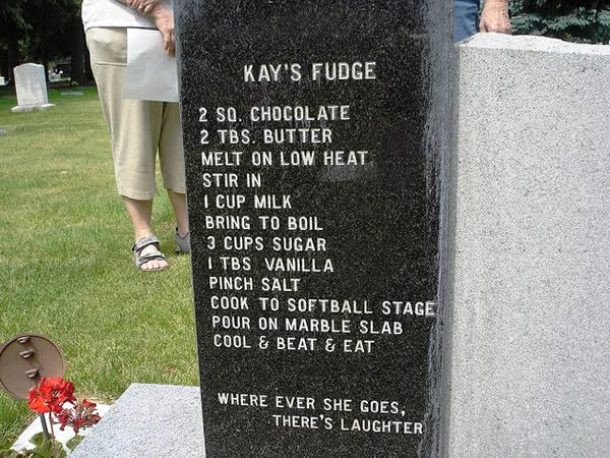 KAY'S FUDGE
2 SQ. CHOCOLATE
2 TBS. BUTTER
MELT ON LOW HEAT
STIR IN
1 CUP MILK
BRING TO BOIL
3 CUPS SUGAR
1 TBS VANILLA
PINCH SALT
COOK TO SOFTBALL STAGE
POUR ON MARBLE SLAB
COOL & BEAT & EAT
WHERE EVER SHE GOES,
THERE'S LAUGHTER